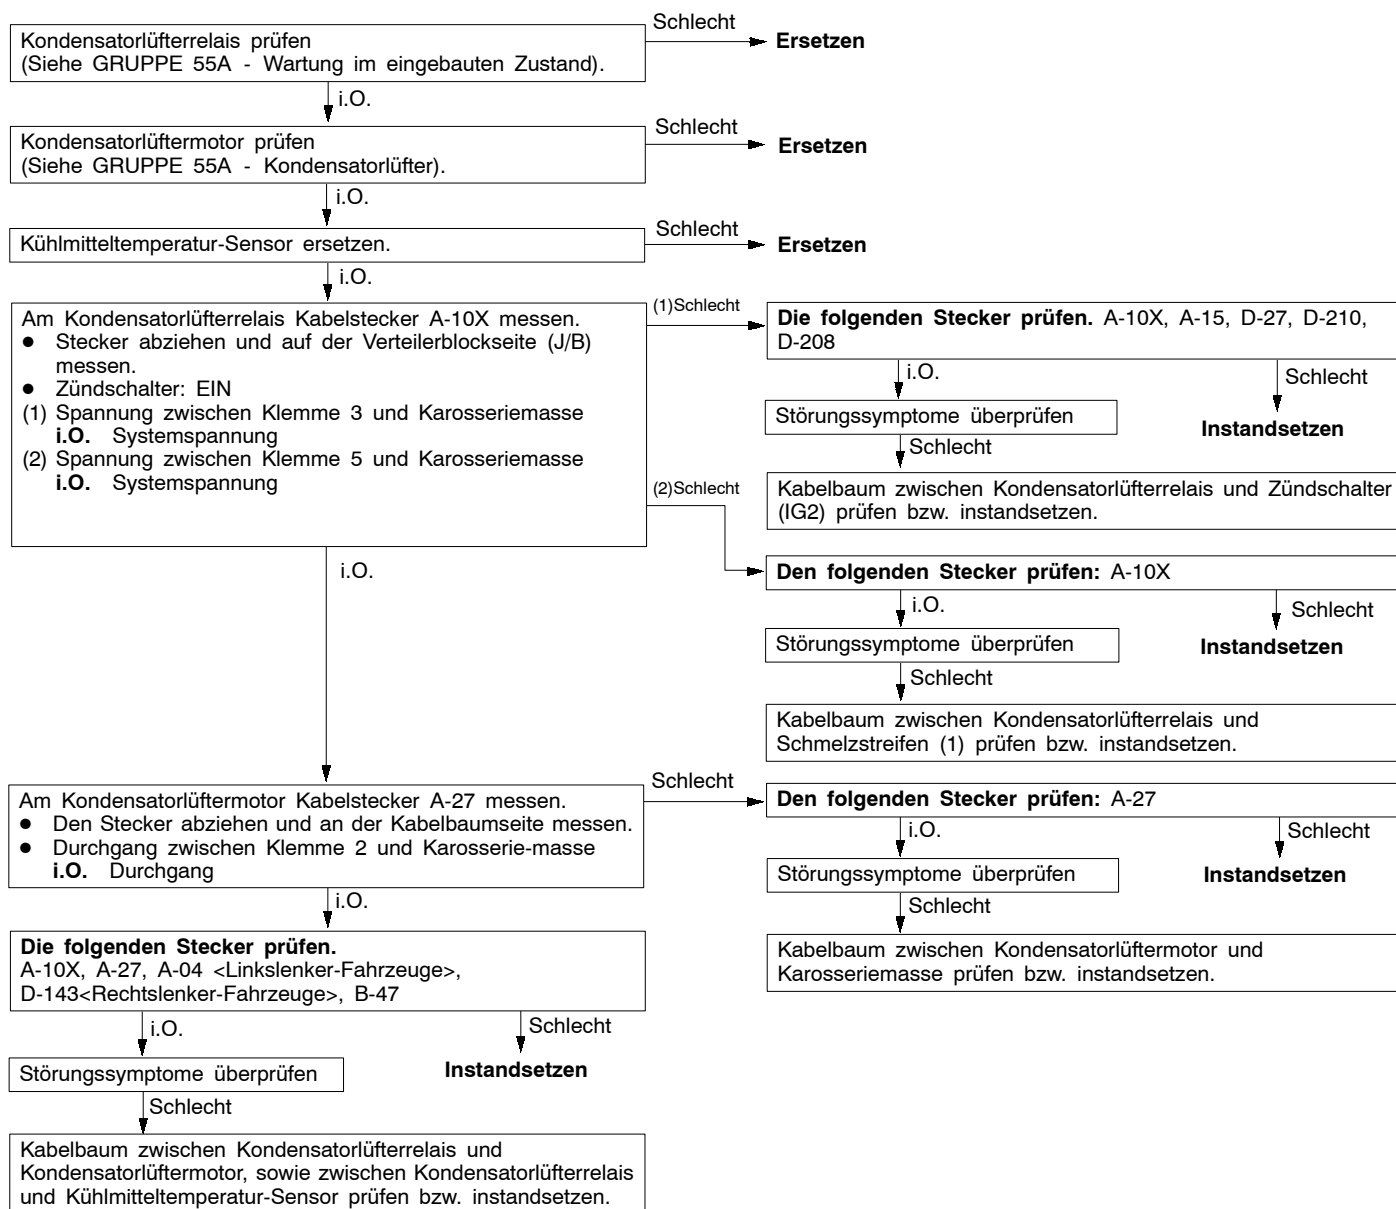 Kondensatorlüfterrelais prüfen
(Siehe GRUPPE 55A - Wartung im eingebauten Zustand).
Schlecht
Ersetzen
i.O.
Kondensatorlüftermotor prüfen
(Siehe GRUPPE 55A - Kondensatorlüfter).
Schlecht
Ersetzen
i.O.
Kühlmitteltemperatur-Sensor ersetzen.
Schlecht
Ersetzen
i.O.
Am Kondensatorlüfterrelais Kabelstecker A-10X messen.
● Stecker abziehen und auf der Verteilerblockseite (J/B)
messen.
● Zündschalter: EIN
(1) Spannung zwischen Klemme 3 und Karosseriemasse
i.O. Systemspannung
(2) Spannung zwischen Klemme 5 und Karosseriemasse
i.O. Systemspannung
(1)Schlecht
Die folgenden Stecker prüfen. A-10X, A-15, D-27, D-210,
D-208
i.O.
Schlecht
Störungssymptome überprüfen
Instandsetzen
Schlecht
Kabelbaum zwischen Kondensatorlüfterrelais und Zündschalter
(IG2) prüfen bzw. instandsetzen.
(2)Schlecht
Den folgenden Stecker prüfen: A-10X
i.O.
Schlecht
Störungssymptome überprüfen
Instandsetzen
Schlecht
Kabelbaum zwischen Kondensatorlüfterrelais und
Schmelzstreifen (1) prüfen bzw. instandsetzen.
i.O.
Am Kondensatorlüftermotor Kabelstecker A-27 messen.
● Den Stecker abziehen und an der Kabelbaumseite messen.
● Durchgang zwischen Klemme 2 und Karosserie-masse
i.O. Durchgang
Schlecht
Den folgenden Stecker prüfen: A-27
i.O.
Schlecht
Störungssymptome überprüfen
Instandsetzen
Schlecht
Kabelbaum zwischen Kondensatorlüftermotor und
Karosseriemasse prüfen bzw. instandsetzen.
i.O.
Die folgenden Stecker prüfen.
A-10X, A-27, A-04 <Linkslenker-Fahrzeuge>,
D-143<Rechtslenker-Fahrzeuge>, B-47
i.O.
Schlecht
Störungssymptome überprüfen
Instandsetzen
Schlecht
Kabelbaum zwischen Kondensatorlüfterrelais und
Kondensatorlüftermotor, sowie zwischen Kondensatorlüfterrelais
und Kühlmitteltemperatur-Sensor prüfen bzw. instandsetzen.